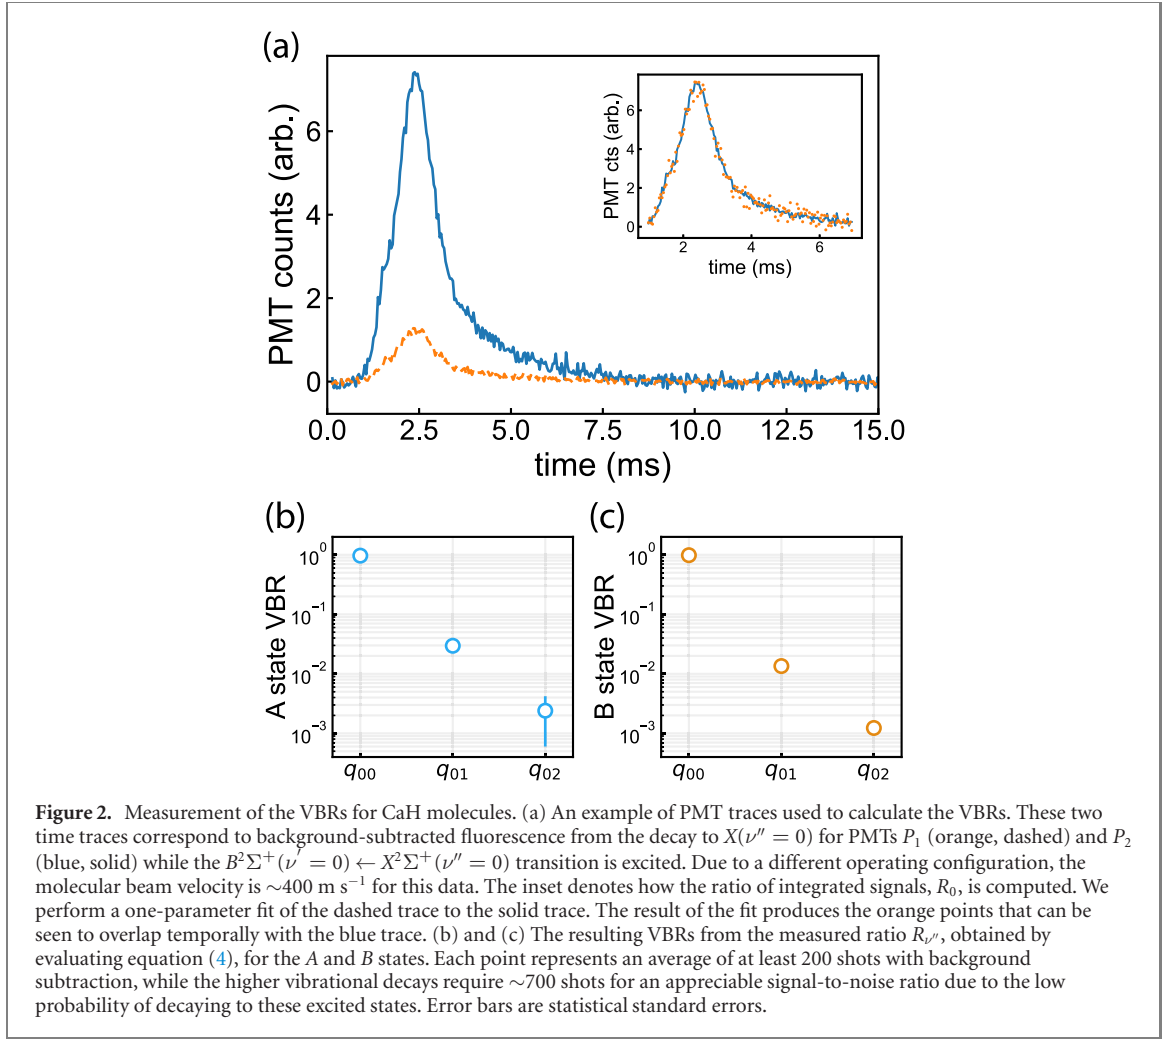 (a)
PMT counts (arb.)
6
4
2
0
0.0 2.5 5.0 7.5 10.0 12.5 15.0
time (ms)
PMT cts (arb.)
6
4
2
0
2 4 6
time (ms)
(b)
A state VBR
10⁰
10⁻¹
10⁻²
10⁻³
q₀₀ q₀₁ q₀₂
(c)
B state VBR
10⁰
10⁻¹
10⁻²
10⁻³
q₀₀ q₀₁ q₀₂
Figure 2. Measurement of the VBRs for CaH molecules. (a) An example of PMT traces used to calculate the VBRs. These two
time traces correspond to background-subtracted fluorescence from the decay to X(ν″ = 0) for PMTs P₁ (orange, dashed) and P₂
(blue, solid) while the B²Σ⁺(ν′ = 0) ← X²Σ⁺(ν″ = 0) transition is excited. Due to a different operating configuration, the
molecular beam velocity is ∼400 m s⁻¹ for this data. The inset denotes how the ratio of integrated signals, R₀, is computed. We
perform a one-parameter fit of the dashed trace to the solid trace. The result of the fit produces the orange points that can be
seen to overlap temporally with the blue trace. (b) and (c) The resulting VBRs from the measured ratio R_ν″, obtained by
evaluating equation (4), for the A and B states. Each point represents an average of at least 200 shots with background
subtraction, while the higher vibrational decays require ∼700 shots for an appreciable signal-to-noise ratio due to the low
probability of decaying to these excited states. Error bars are statistical standard errors.